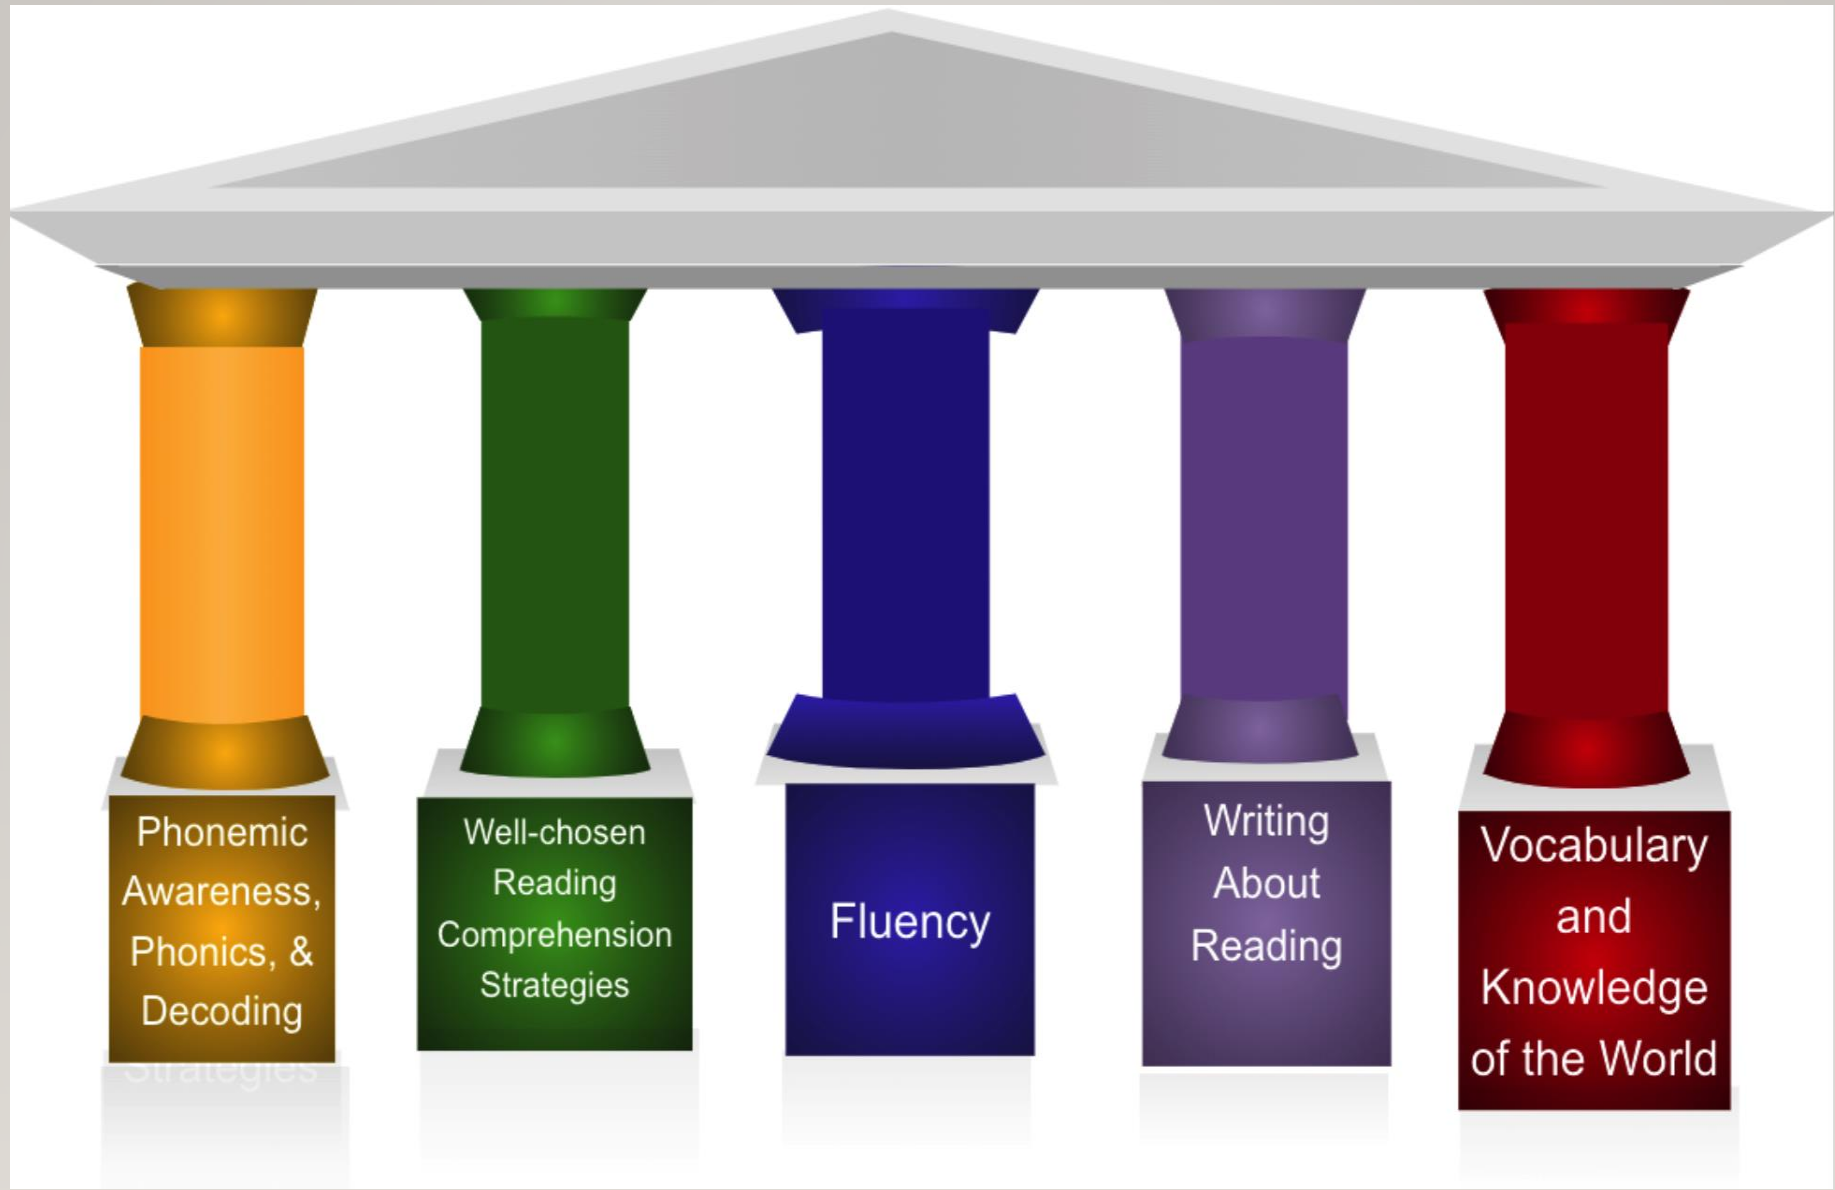 Phonemic
Awareness,
Phonics, &
Decoding
Strategies
Well-chosen
Reading
Comprehension
Strategies
Fluency
Writing
About
Reading
Vocabulary
and
Knowledge
of the World